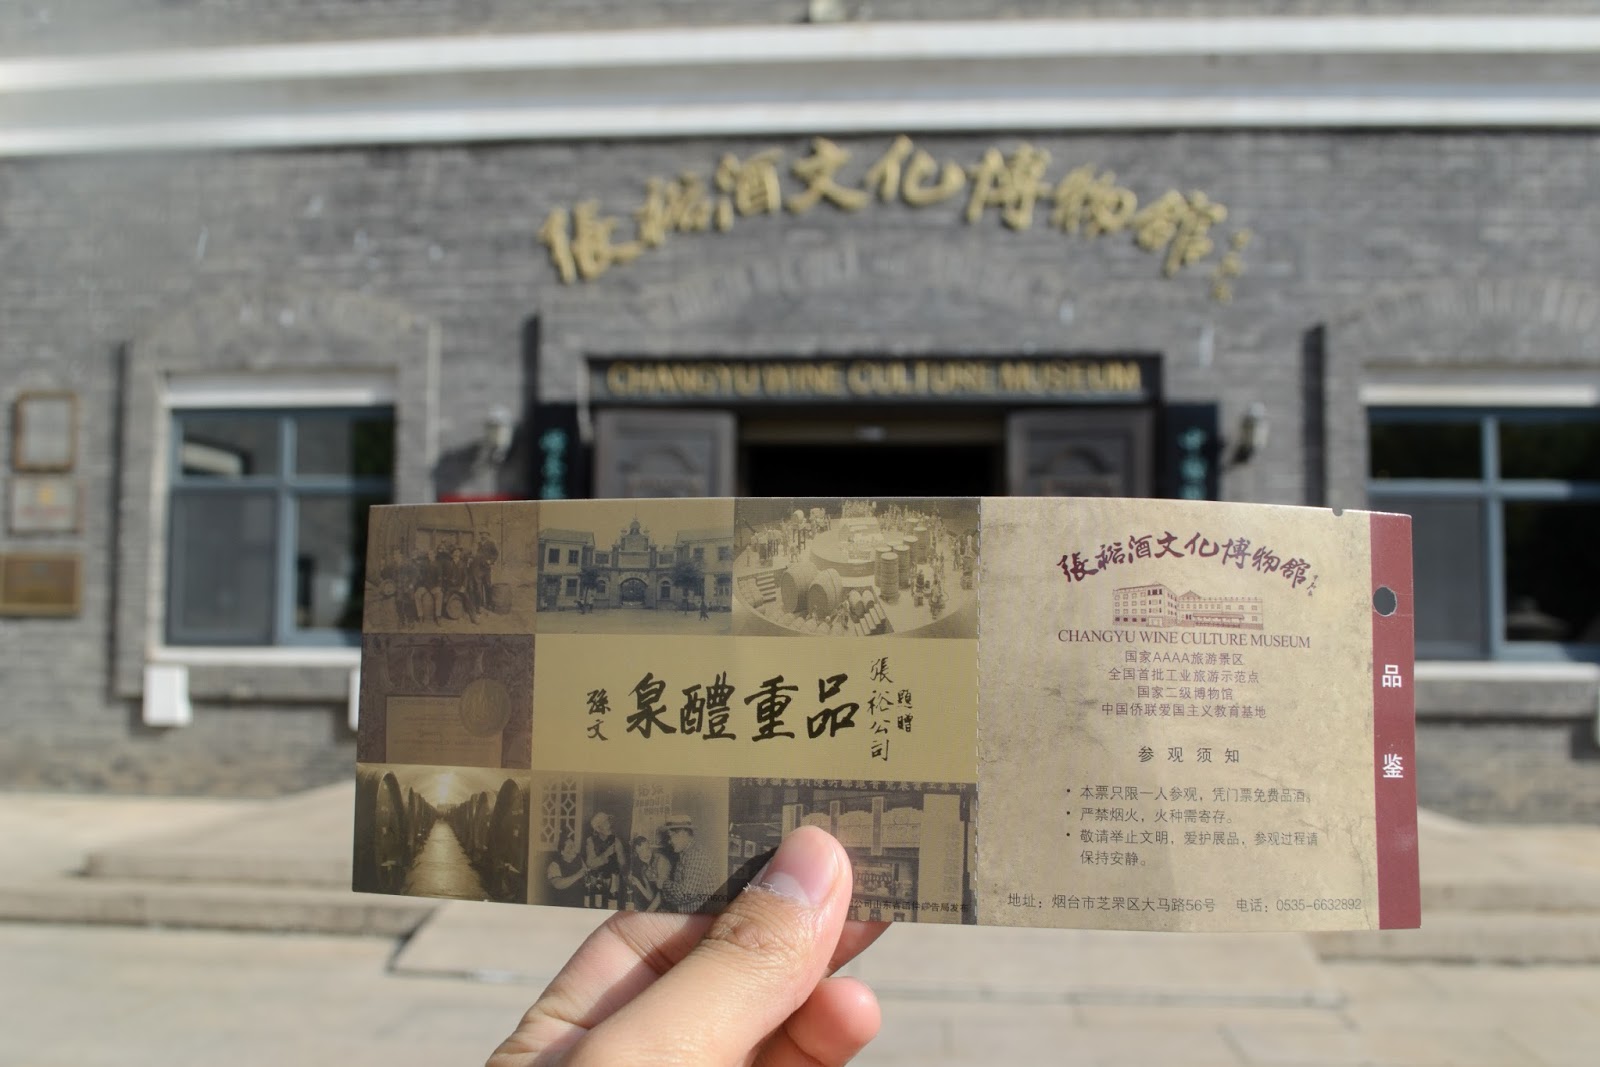 張裕酒文化博物館
CHANGYU WINE CULTURE MUSEUM
張裕公司
題贈
品重醴泉
孫文
張裕酒文化博物館
CHANGYU WINE CULTURE MUSEUM
国家AAAA旅游景区
全国首批工业旅游示范点
国家二级博物馆
中国侨联爱国主义教育基地
参观须知
· 本票只限一人参观，凭门票免费品酒。
· 严禁烟火，火种需寄存。
· 敬请举止文明，爱护展品，参观过程请
保持安静。
地址：烟台市芝罘区大马路56号 电话：0535-6632892
品鉴